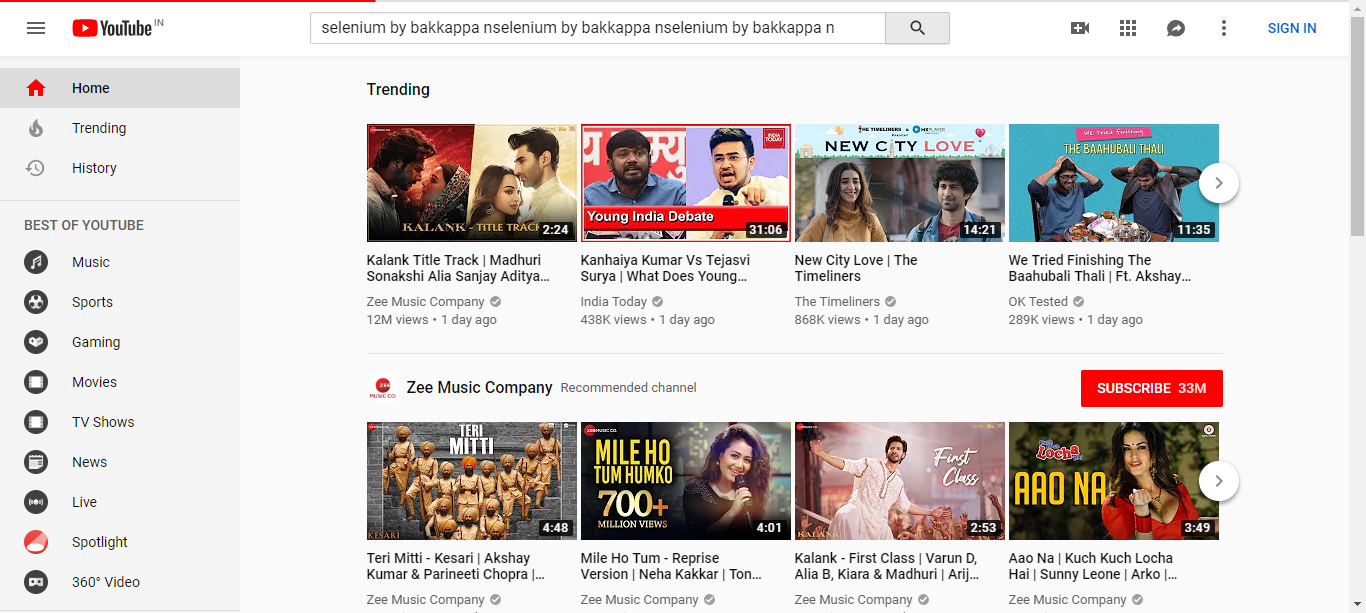 YouTube IN
selenium by bakkappa nselenium by bakkappa nselenium by bakkappa n
SIGN IN
Home
Trending
History
BEST OF YOUTUBE
Music
Sports
Gaming
Movies
TV Shows
News
Live
Spotlight
360° Video
Trending
KALANK - TITLE TRACK
2:24
Kalank Title Track | Madhuri
Sonakshi Alia Sanjay Aditya...
Zee Music Company
12M views • 1 day ago
INDIA
TODAY
Young India Debate
31:06
Kanhaiya Kumar Vs Tejasvi
Surya | What Does Young...
India Today
438K views • 1 day ago
THE TIMELINERS & MXPLAYER
PRESENT
NEW CITY LOVE
14:21
New City Love | The
Timeliners
The Timeliners
868K views • 1 day ago
We Tried Finishing
THE BAAHUBALI THALI
11:35
We Tried Finishing The
Baahubali Thali | Ft. Akshay...
OK Tested
289K views • 1 day ago
ZEE
MUSIC CO.
Zee Music Company Recommended channel
SUBSCRIBE 33M
TERI
MITTI
KESARI
4:48
Teri Mitti - Kesari | Akshay
Kumar & Parineeti Chopra |...
Zee Music Company
MILE HO
TUM HUMKO
700+
MILLION VIEWS
4:01
Mile Ho Tum - Reprise
Version | Neha Kakkar | Ton...
Zee Music Company
First
Class
2:53
Kalank - First Class | Varun D,
Alia B, Kiara & Madhuri | Arij...
Zee Music Company
Locha
AAO NA
3:49
Aao Na | Kuch Kuch Locha
Hai | Sunny Leone | Arko |...
Zee Music Company